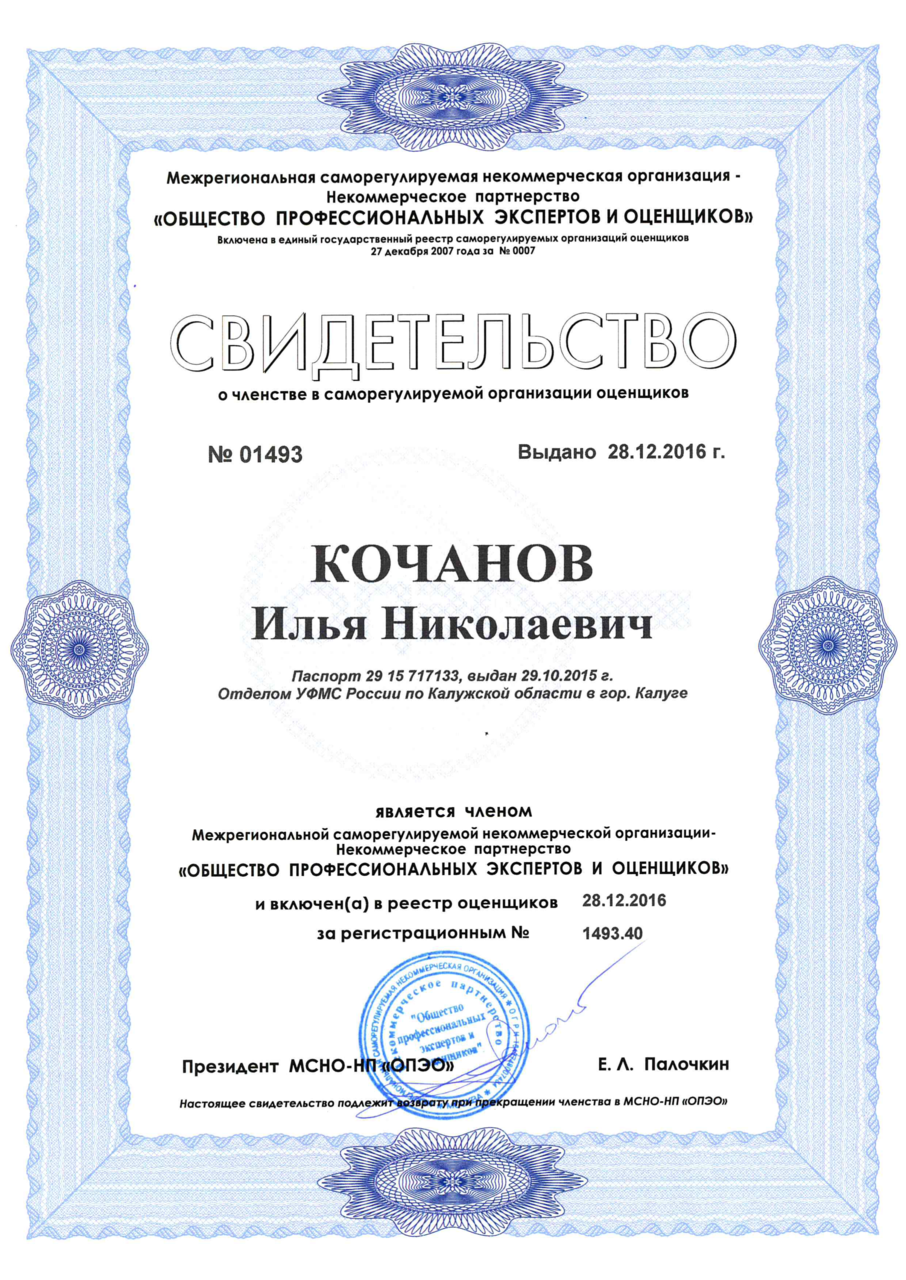 Межрегиональная саморегулируемая некоммерческая организация -
Некоммерческое партнерство
«ОБЩЕСТВО ПРОФЕССИОНАЛЬНЫХ ЭКСПЕРТОВ И ОЦЕНЩИКОВ»
Включена в единый государственный реестр саморегулируемых организаций оценщиков
27 декабря 2007 года за № 0007
СВИДЕТЕЛЬСТВО
о членстве в саморегулируемой организации оценщиков
№ 01493 Выдано 28.12.2016 г.
КОЧАНОВ
Илья Николаевич
Паспорт 29 15 717133, выдан 29.10.2015 г.
Отделом УФМС России по Калужской области в гор. Калуге
является членом
Межрегиональной саморегулируемой некоммерческой организации-
Некоммерческое партнерство
«ОБЩЕСТВО ПРОФЕССИОНАЛЬНЫХ ЭКСПЕРТОВ И ОЦЕНЩИКОВ»
и включен(а) в реестр оценщиков 28.12.2016
за регистрационным № 1493.40
САМОРЕГУЛИРУЕМАЯ НЕКОММЕРЧЕСКАЯ ОРГАНИЗАЦИЯ
Некоммерческое партнерство
"Общество
профессиональных
экспертов и
оценщиков"
Президент МСНО-НП «ОПЭО» Е. Л. Палочкин
Настоящее свидетельство подлежит возврату при прекращении членства в МСНО-НП «ОПЭО»